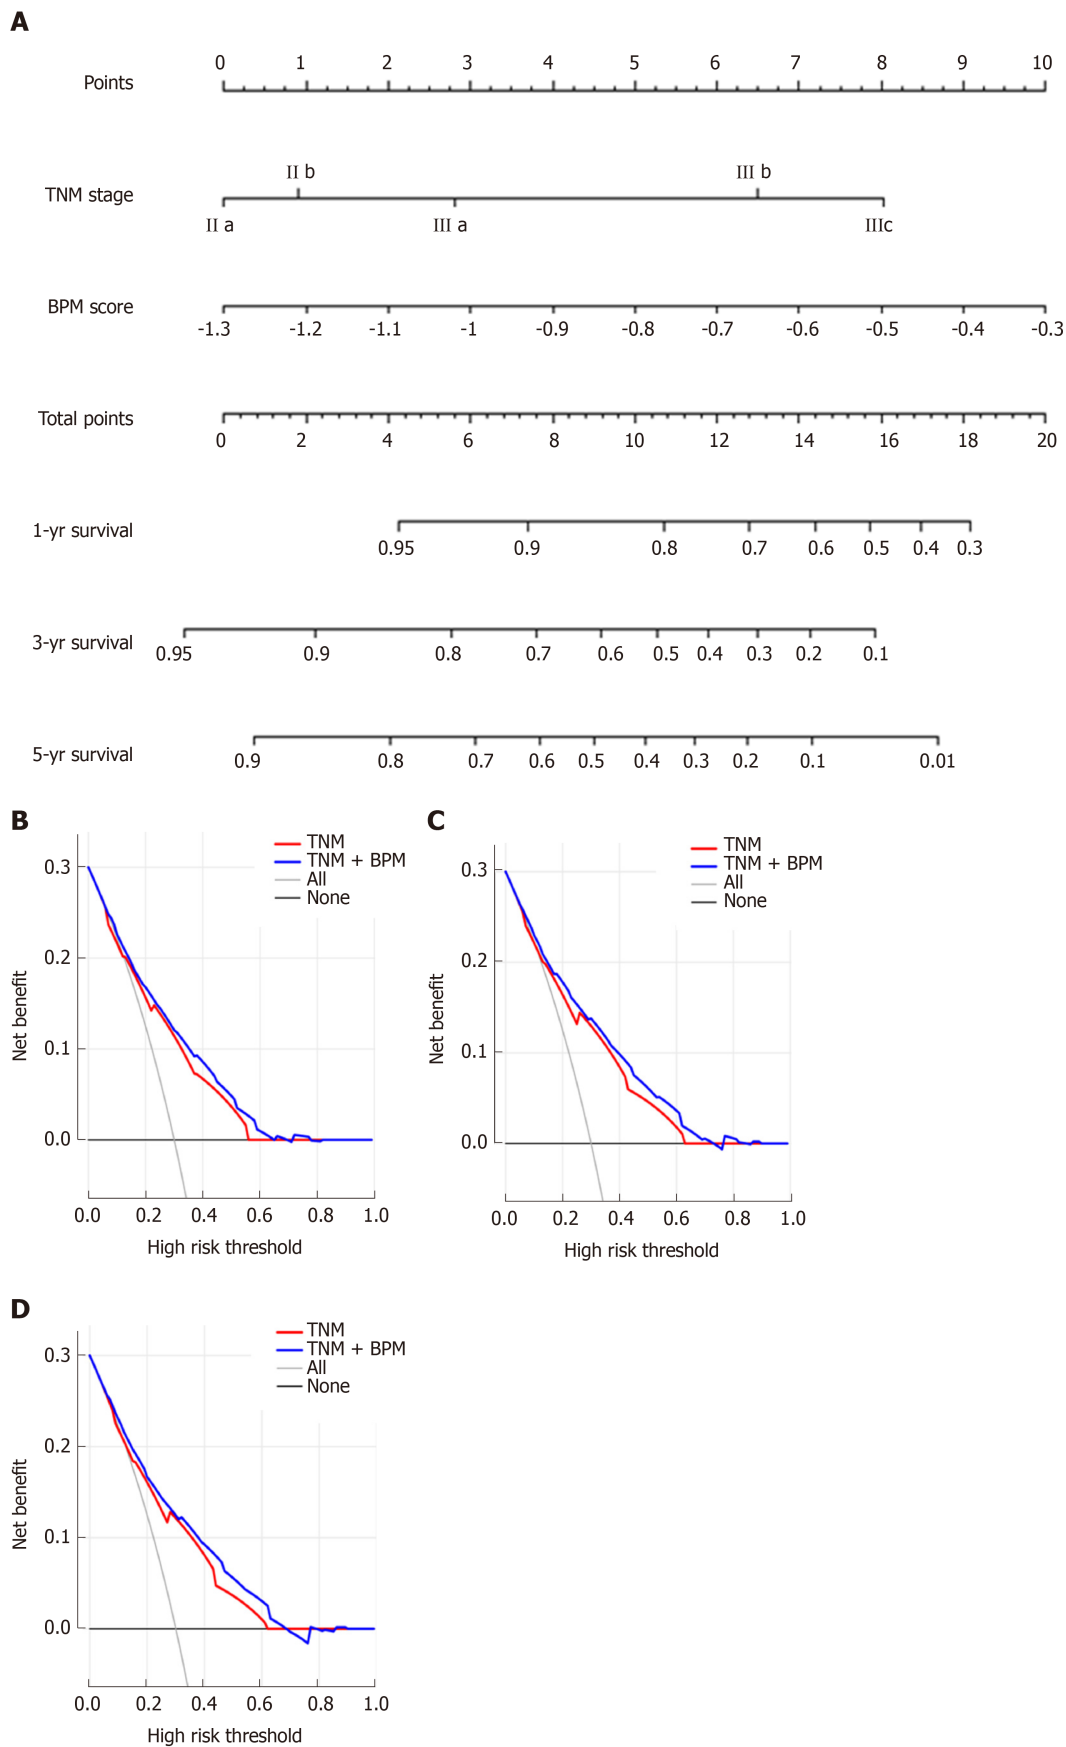 A
Points
0 1 2 3 4 5 6 7 8 9 10
TNM stage
II b III b
II a III a IIIc
BPM score
-1.3 -1.2 -1.1 -1 -0.9 -0.8 -0.7 -0.6 -0.5 -0.4 -0.3
Total points
0 2 4 6 8 10 12 14 16 18 20
1-yr survival
0.95 0.9 0.8 0.7 0.6 0.5 0.4 0.3
3-yr survival
0.95 0.9 0.8 0.7 0.6 0.5 0.4 0.3 0.2 0.1
5-yr survival
0.9 0.8 0.7 0.6 0.5 0.4 0.3 0.2 0.1 0.01
B
TNM
TNM + BPM
All
None
Net benefit
0.3
0.2
0.1
0.0
0.0 0.2 0.4 0.6 0.8 1.0
High risk threshold
C
TNM
TNM + BPM
All
None
Net benefit
0.3
0.2
0.1
0.0
0.0 0.2 0.4 0.6 0.8 1.0
High risk threshold
D
TNM
TNM + BPM
All
None
Net benefit
0.3
0.2
0.1
0.0
0.0 0.2 0.4 0.6 0.8 1.0
High risk threshold